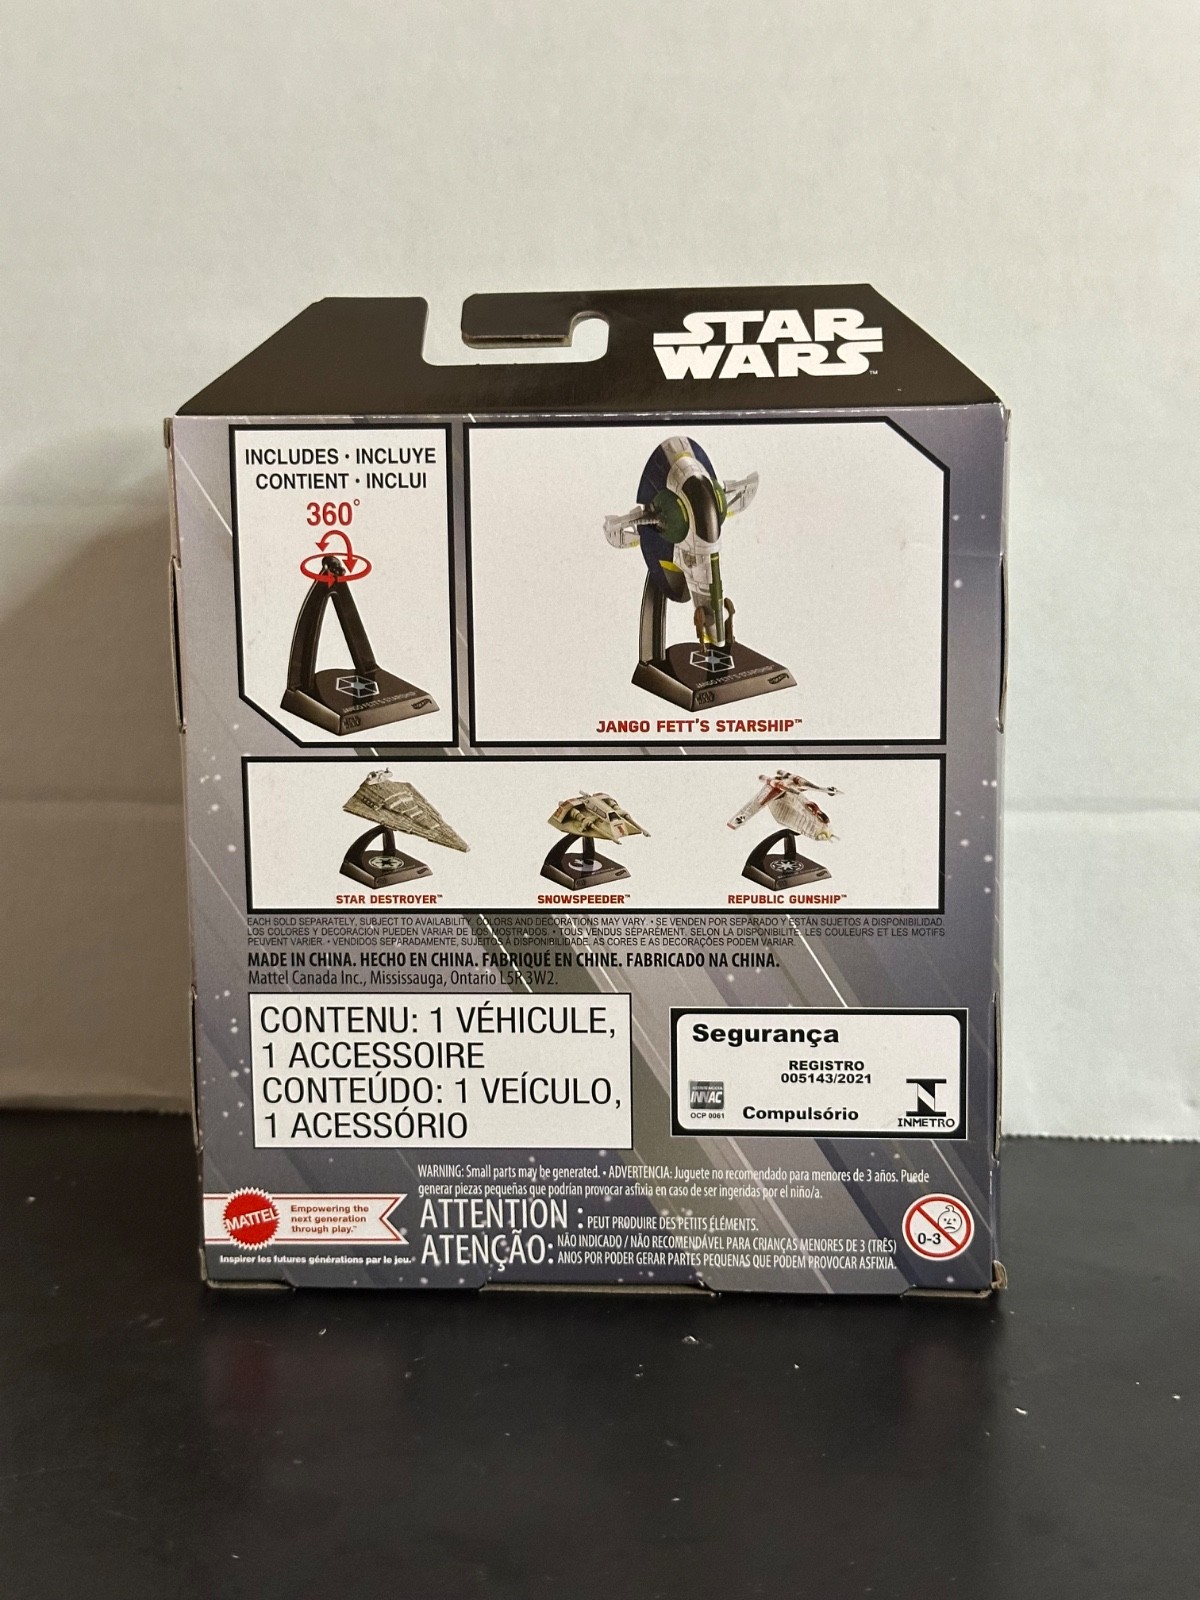 STAR
WARS™
INCLUDES • INCLUYE
CONTIENT • INCLUI
360°
JANGO FETT'S STARSHIP™
JANGO FETT'S STARSHIP™
JANGO FETT'S STARSHIP™
STAR DESTROYER™
SNOWSPEEDER™
REPUBLIC GUNSHIP™
EACH SOLD SEPARATELY, SUBJECT TO AVAILABILITY. COLORS AND DECORATIONS MAY VARY. • SE VENDEN POR SEPARADO Y ESTÁN SUJETOS A DISPONIBILIDAD.
LOS COLORES Y DECORACIÓN PUEDEN VARIAR DE LOS MOSTRADOS. • TOUS VENDUS SÉPARÉMENT, SELON LA DISPONIBILITÉ. LES COULEURS ET LES MOTIFS
PEUVENT VARIER. • VENDIDOS SEPARADAMENTE, SUJEITOS À DISPONIBILIDADE. AS CORES E AS DECORAÇÕES PODEM VARIAR.
MADE IN CHINA. HECHO EN CHINA. FABRIQUÉ EN CHINE. FABRICADO NA CHINA.
Mattel Canada Inc., Mississauga, Ontario L5R 3W2.
CONTENU: 1 VÉHICULE,
1 ACCESSOIRE
CONTEÚDO: 1 VEÍCULO,
1 ACESSÓRIO
Segurança
REGISTRO
005143/2021
INNAC
OCP 0061
Compulsório
INMETRO
WARNING: Small parts may be generated. • ADVERTENCIA: Juguete no recomendado para menores de 3 años. Puede
generar piezas pequeñas que podrían provocar asfixia en caso de ser ingeridas por el niño/a.
ATTENTION : PEUT PRODUIRE DES PETITS ÉLÉMENTS.
ATENÇÃO: NÃO INDICADO / NÃO RECOMENDÁVEL PARA CRIANÇAS MENORES DE 3 (TRÊS)
ANOS POR PODER GERAR PARTES PEQUENAS QUE PODEM PROVOCAR ASFIXIA.
0-3
MATTEL
Empowering the
next generation
through play.™
Inspirer les futures générations par le jeu.